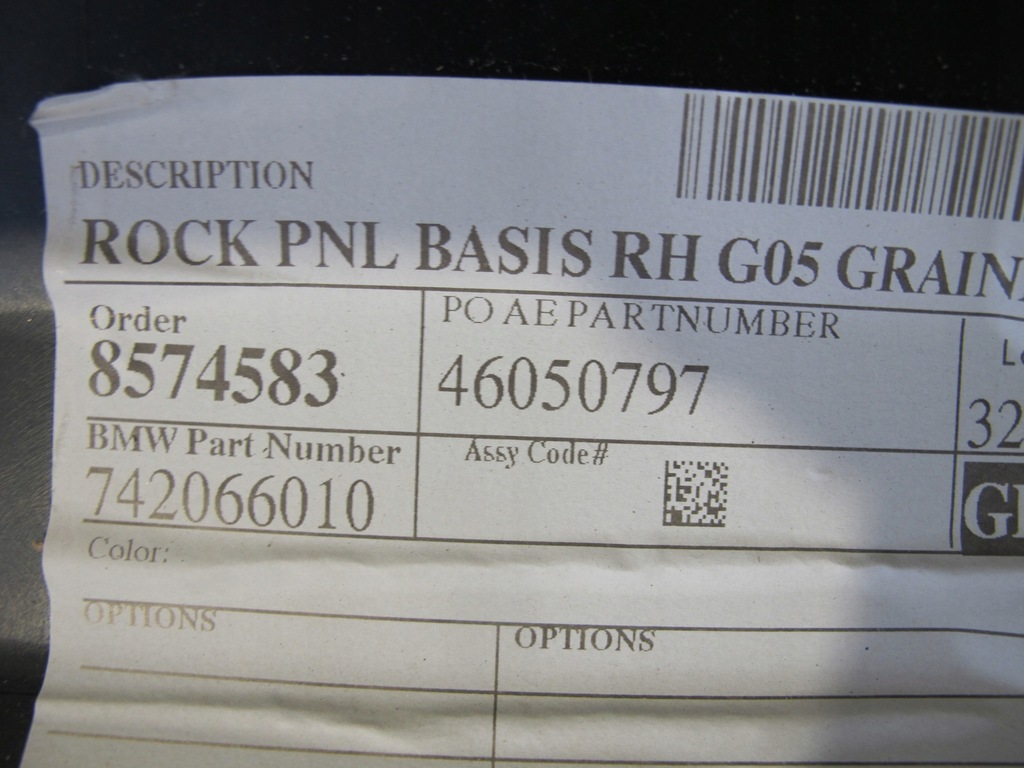 DESCRIPTION
ROCK PNL BASIS RH G05 GRAIN
Order
PO AE PARTNUMBER
8574583
46050797
32
BMW Part Number
Assy Code#
742066010
Color:
OPTIONS
OPTIONS